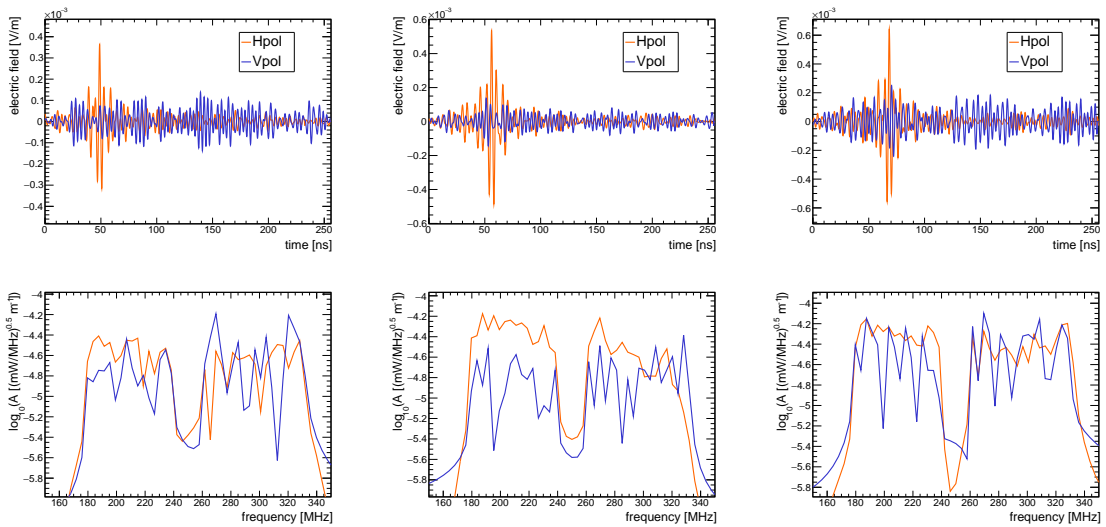 ×10⁻³ ×10⁻³ ×10⁻³
electric field [V/m] electric field [V/m] electric field [V/m]
Hpol Hpol Hpol
Vpol Vpol Vpol
0.4 0.3 0.2 0.1 0 −0.1 −0.2 −0.3 −0.4
0.6 0.4 0.2 0 −0.2 −0.4 −0.6
0.6 0.4 0.2 0 −0.2 −0.4 −0.6
0 50 100 150 200 250 0 50 100 150 200 250 0 50 100 150 200 250
time [ns] time [ns] time [ns]
log₁₀(A [(mW/MHz)⁰·⁵ m⁻¹]) log₁₀(A [(mW/MHz)⁰·⁵ m⁻¹]) log₁₀(A [(mW/MHz)⁰·⁵ m⁻¹])
−4 −4.2 −4.4 −4.6 −4.8 −5 −5.2 −5.4 −5.6 −5.8
−4 −4.2 −4.4 −4.6 −4.8 −5 −5.2 −5.4 −5.6 −5.8
−4 −4.2 −4.4 −4.6 −4.8 −5 −5.2 −5.4 −5.6 −5.8
160 180 200 220 240 260 280 300 320 340 160 180 200 220 240 260 280 300 320 340 160 180 200 220 240 260 280 300 320 340
frequency [MHz] frequency [MHz] frequency [MHz]